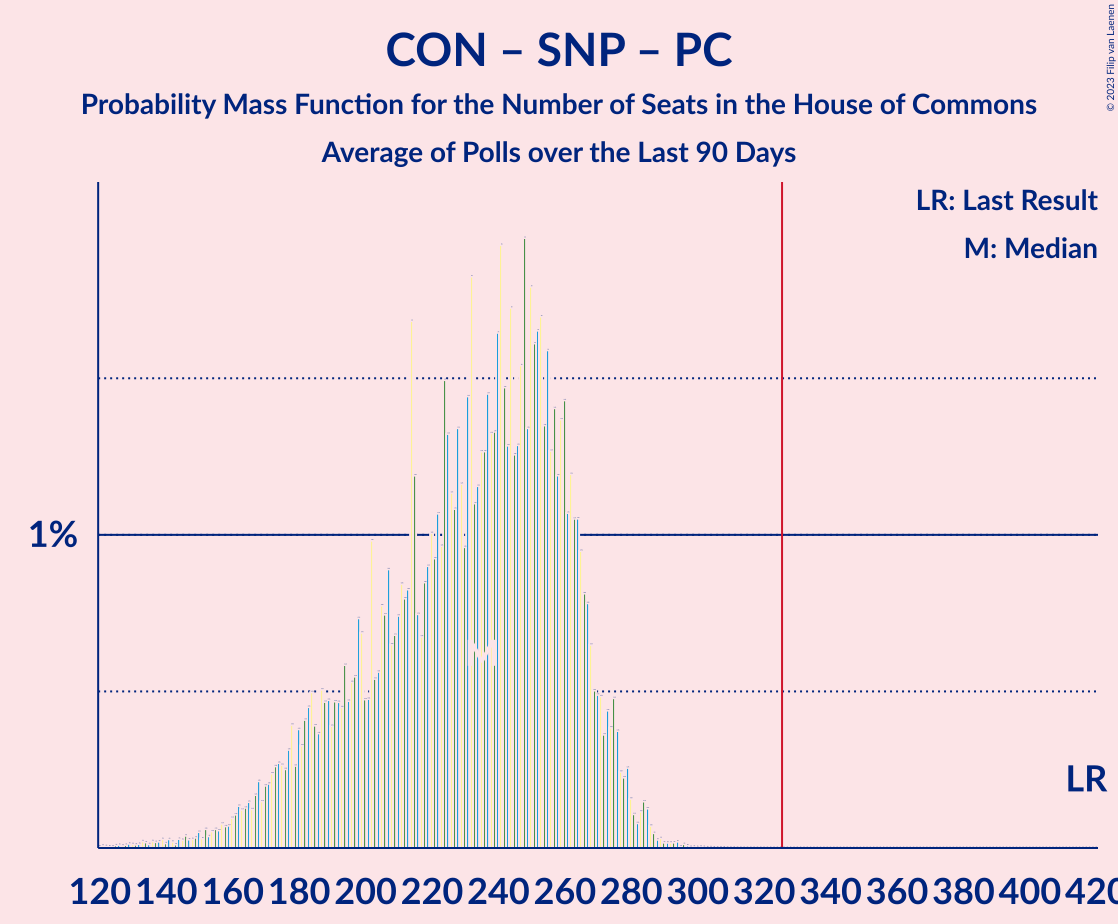 CON – SNP – PC
Probability Mass Function for the Number of Seats in the House of Commons
Average of Polls over the Last 90 Days
© 2023 Filip van Laenen
LR: Last Result
M: Median
1%
M
LR
120 140 160 180 200 220 240 260 280 300 320 340 360 380 400 420